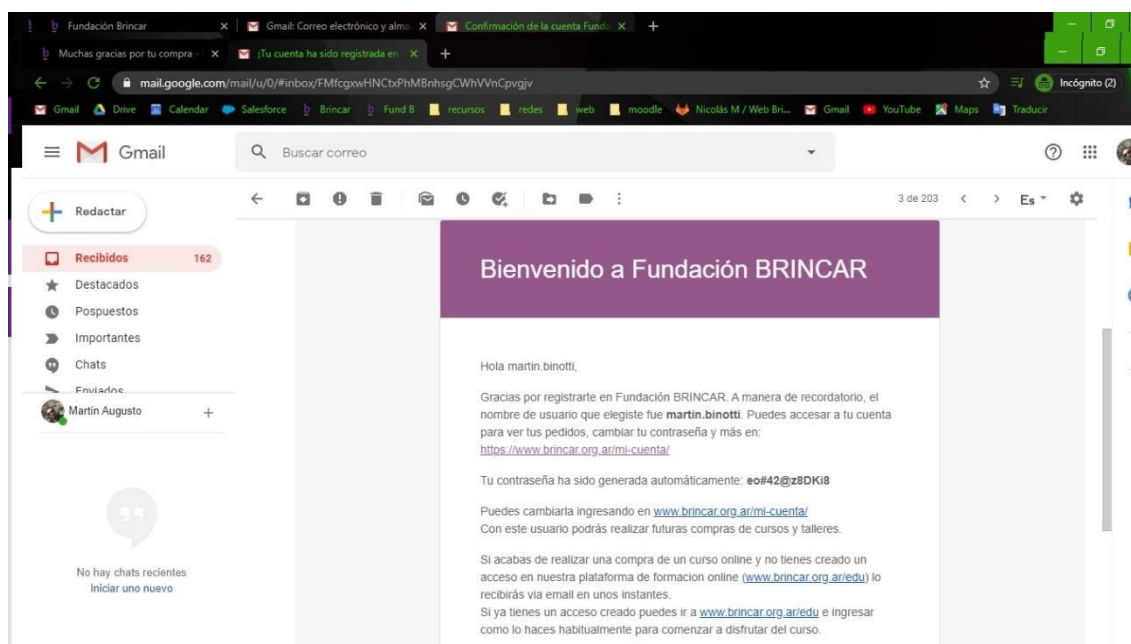 Fundación Brincar
Gmail: Correo electrónico y alma
Confirmación de la cuenta Funda
Muchas gracias por tu compra -
¡Tu cuenta ha sido registrada en
mail.google.com/mail/u/0/#inbox/FMfcgxwHNCtxPhMBnhsgCWhVVnCpvgjv
Incógnito (2)
Gmail Drive Calendar Salesforce Brincar Fund B recursos redes web moodle Nicolás M / Web Bri... Gmail YouTube Maps Traducir
Gmail
Buscar correo
Redactar
3 de 203
Es
Recibidos 162
Destacados
Pospuestos
Importantes
Chats
Enviados
Martín Augusto
No hay chats recientes
Iniciar uno nuevo
Bienvenido a Fundación BRINCAR
Hola martin.binotti,
Gracias por registrarte en Fundación BRINCAR. A manera de recordatorio, el
nombre de usuario que elegiste fue martin.binotti. Puedes accesar a tu cuenta
para ver tus pedidos, cambiar tu contraseña y más en:
https://www.brincar.org.ar/mi-cuenta/
Tu contraseña ha sido generada automáticamente: eo#42@z8DKi8
Puedes cambiarla ingresando en www.brincar.org.ar/mi-cuenta/
Con este usuario podrás realizar futuras compras de cursos y talleres.
Si acabas de realizar una compra de un curso online y no tienes creado un
acceso en nuestra plataforma de formacion online (www.brincar.org.ar/edu) lo
recibirás via email en unos instantes.
Si ya tienes un acceso creado puedes ir a www.brincar.org.ar/edu e ingresar
como lo haces habitualmente para comenzar a disfrutar del curso.